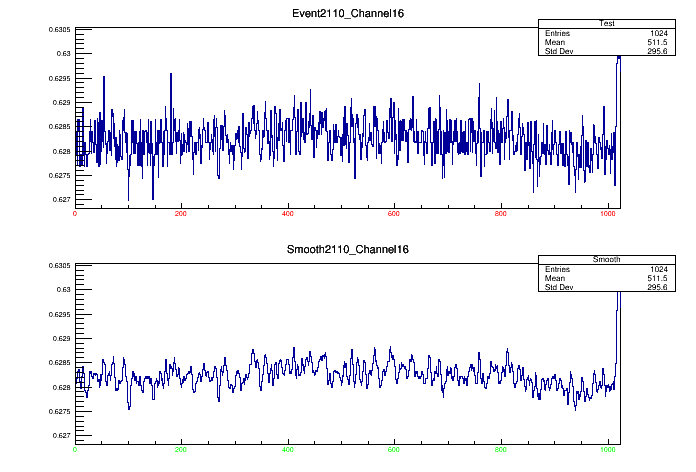 Event2110_Channel16
Test
Entries 1024
Mean 511.5
Std Dev 295.6
0.6305
0.63
0.6295
0.629
0.6285
0.628
0.6275
0.627
0 200 400 600 800 1000
Smooth2110_Channel16
Smooth
Entries 1024
Mean 511.5
Std Dev 295.6
0.6305
0.63
0.6295
0.629
0.6285
0.628
0.6275
0.627
0 200 400 600 800 1000